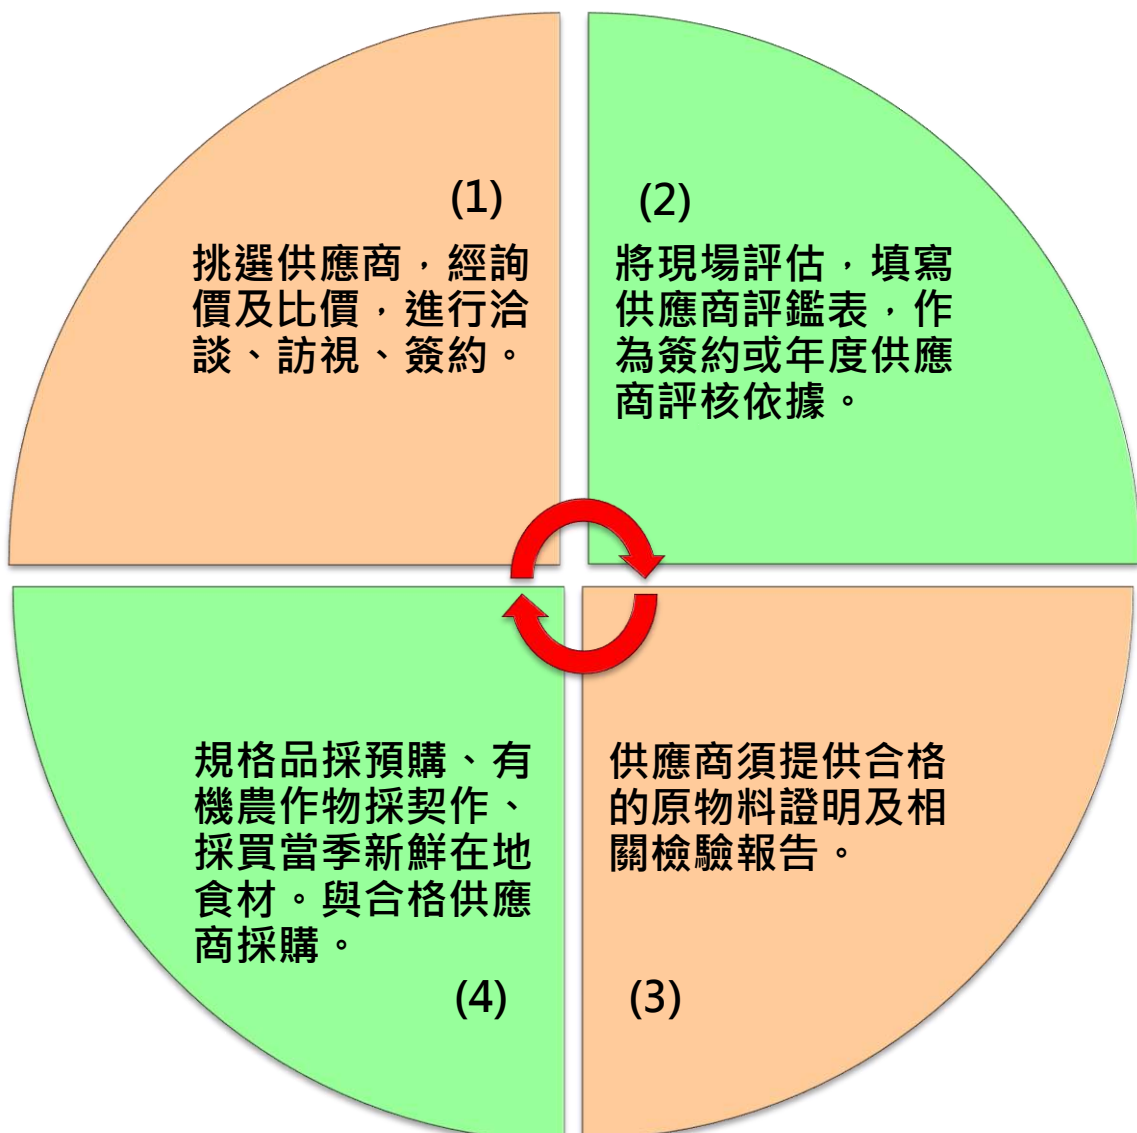 (1)
挑選供應商，經詢
價及比價，進行洽
談、訪視、簽約。
(2)
將現場評估，填寫
供應商評鑑表，作
為簽約或年度供應
商評核依據。
供應商須提供合格
的原物料證明及相
關檢驗報告。
(3)
規格品採預購、有
機農作物採契作、
採買當季新鮮在地
食材。與合格供應
商採購。
(4)